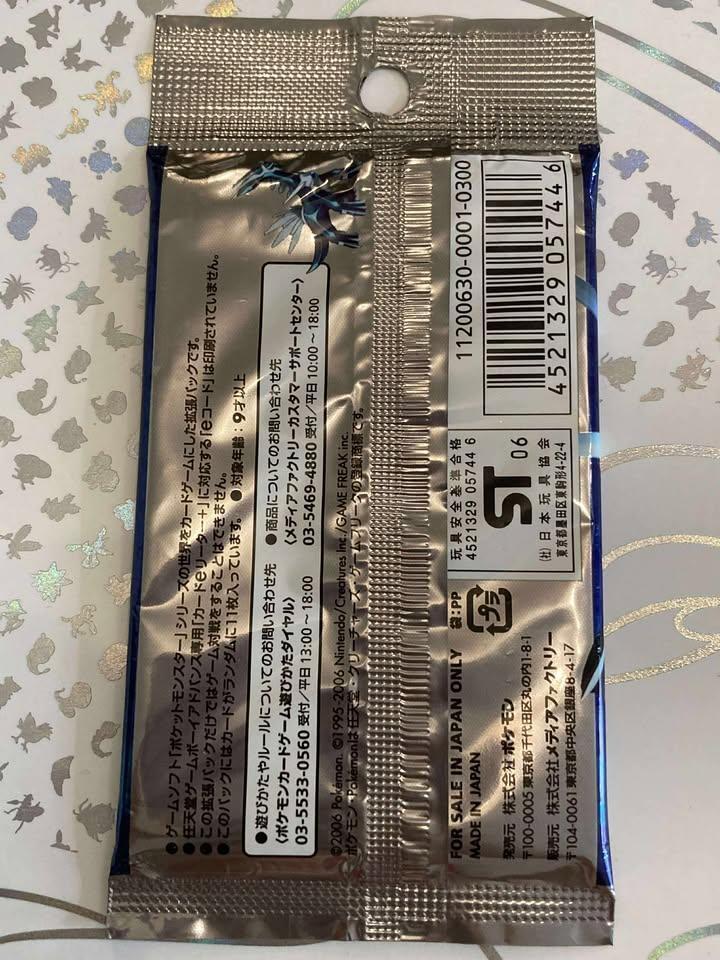 ●ゲームソフト「ポケットモンスター」シリーズの世界をカードゲームにした拡張パックです。
●任天堂ゲームボーイアドバンス専用「カードeリーダー+」に対応する「eコード」は印刷されていません。
●この拡張パックだけではゲーム対戦をすることはできません。
●このパックにはカードがランダムに11枚入っています。 ●対象年齢：9才以上
●遊びかたやルールについてのお問い合わせ先
〈ポケモンカードゲーム遊びかたダイヤル〉
03-5533-0560 受付／平日 13:00～18:00
●商品についてのお問い合わせ先
〈メディアファクトリーカスタマーサポートセンター〉
03-5469-4880 受付／平日 10:00～18:00
©2006 Pokémon. ©1995-2006 Nintendo/Creatures Inc./GAME FREAK inc.
ポケモン・Pokémonは任天堂・クリーチャーズ・ゲームフリークの登録商標です。
FOR SALE IN JAPAN ONLY
MADE IN JAPAN
袋:PP
プラ
発売元 株式会社ポケモン
〒100-0005 東京都千代田区丸の内1-8-1
販売元 株式会社メディアファクトリー
〒104-0061 東京都中央区銀座8-4-17
玩具安全基準合格
4521329 05744 6
ST 06
(社) 日本玩具協会
東京都墨田区東駒形4-22-4
11200630-0001-0300
4521329 057446